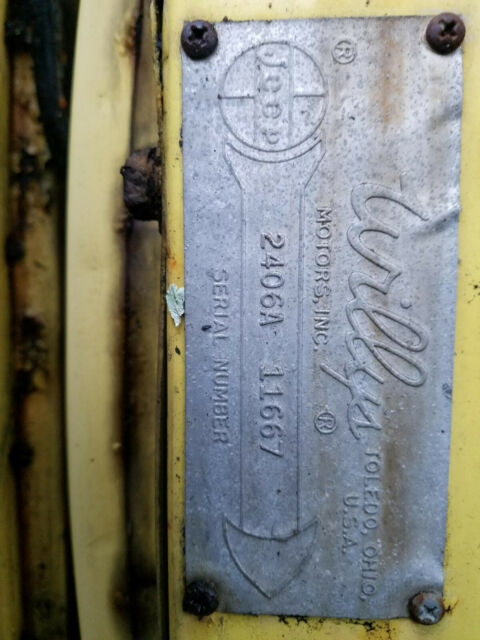 Willys
®
MOTORS, INC. ®
TOLEDO, OHIO,
U.S.A.
Jeep
®
2406A 11667
SERIAL NUMBER